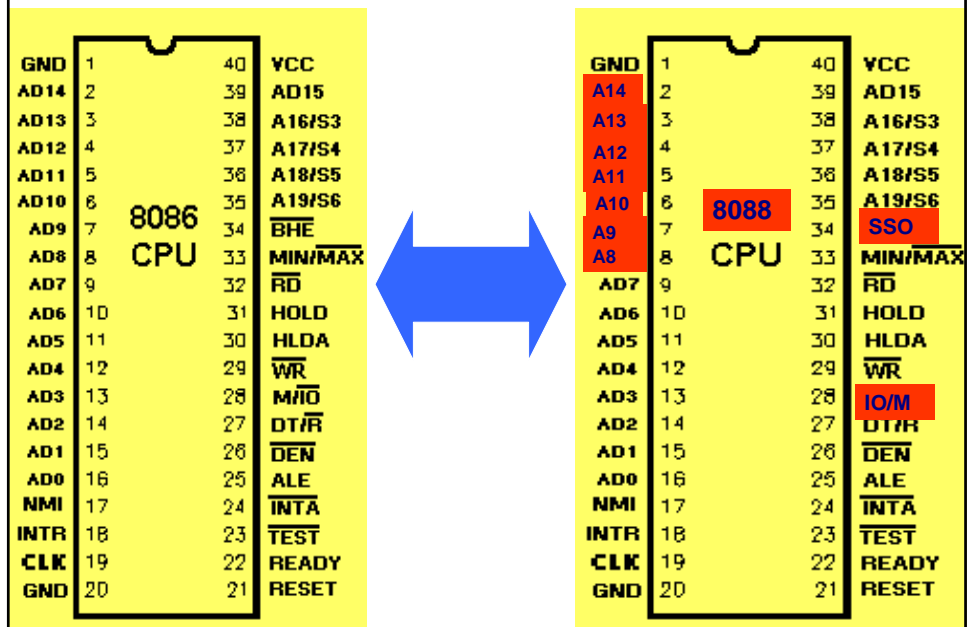 GND 1 40 VCC
AD14 2 39 AD15
AD13 3 38 A16/S3
AD12 4 37 A17/S4
AD11 5 36 A18/S5
AD10 6 35 A19/S6
AD9 7 34 BHE
AD8 8 33 MIN/MAX
AD7 9 32 RD
AD6 10 31 HOLD
AD5 11 30 HLDA
AD4 12 29 WR
AD3 13 28 M/IO
AD2 14 27 DT/R
AD1 15 26 DEN
AD0 16 25 ALE
NMI 17 24 INTA
INTR 18 23 TEST
CLK 19 22 READY
GND 20 21 RESET
8086
CPU
GND 1 40 VCC
A14 2 39 AD15
A13 3 38 A16/S3
A12 4 37 A17/S4
A11 5 36 A18/S5
A10 6 35 A19/S6
A9 7 34 SSO
A8 8 33 MIN/MAX
AD7 9 32 RD
AD6 10 31 HOLD
AD5 11 30 HLDA
AD4 12 29 WR
AD3 13 28 IO/M
AD2 14 27 DT/R
AD1 15 26 DEN
AD0 16 25 ALE
NMI 17 24 INTA
INTR 18 23 TEST
CLK 19 22 READY
GND 20 21 RESET
8088
CPU